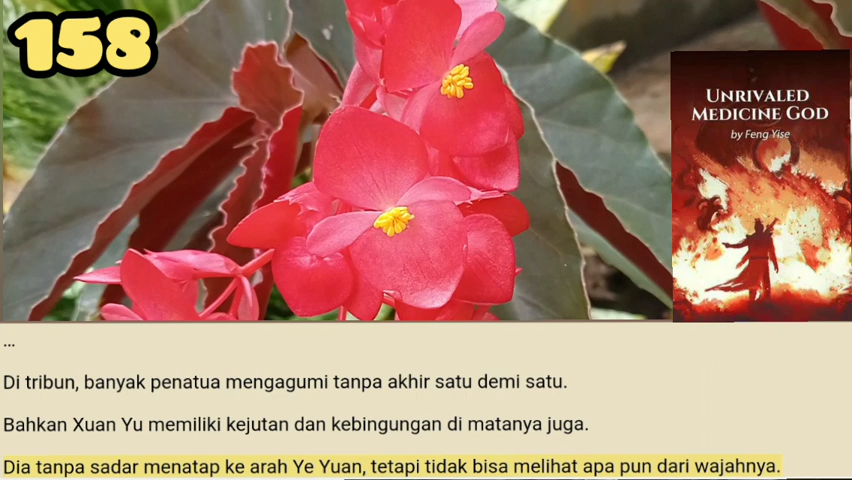 158
UNRIVALED
MEDICINE GOD
by Feng Yise
...
Di tribun, banyak penatua mengagumi tanpa akhir satu demi satu.
Bahkan Xuan Yu memiliki kejutan dan kebingungan di matanya juga.
Dia tanpa sadar menatap ke arah Ye Yuan, tetapi tidak bisa melihat apa pun dari wajahnya.